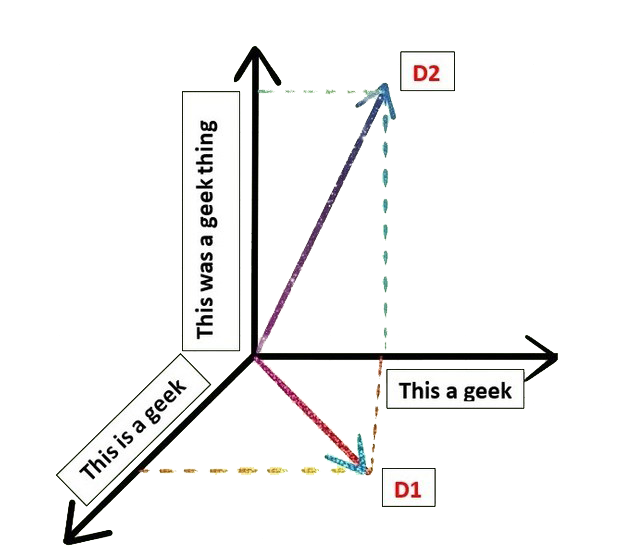 D2
This was a geek thing
This is a geek
This a geek
D1